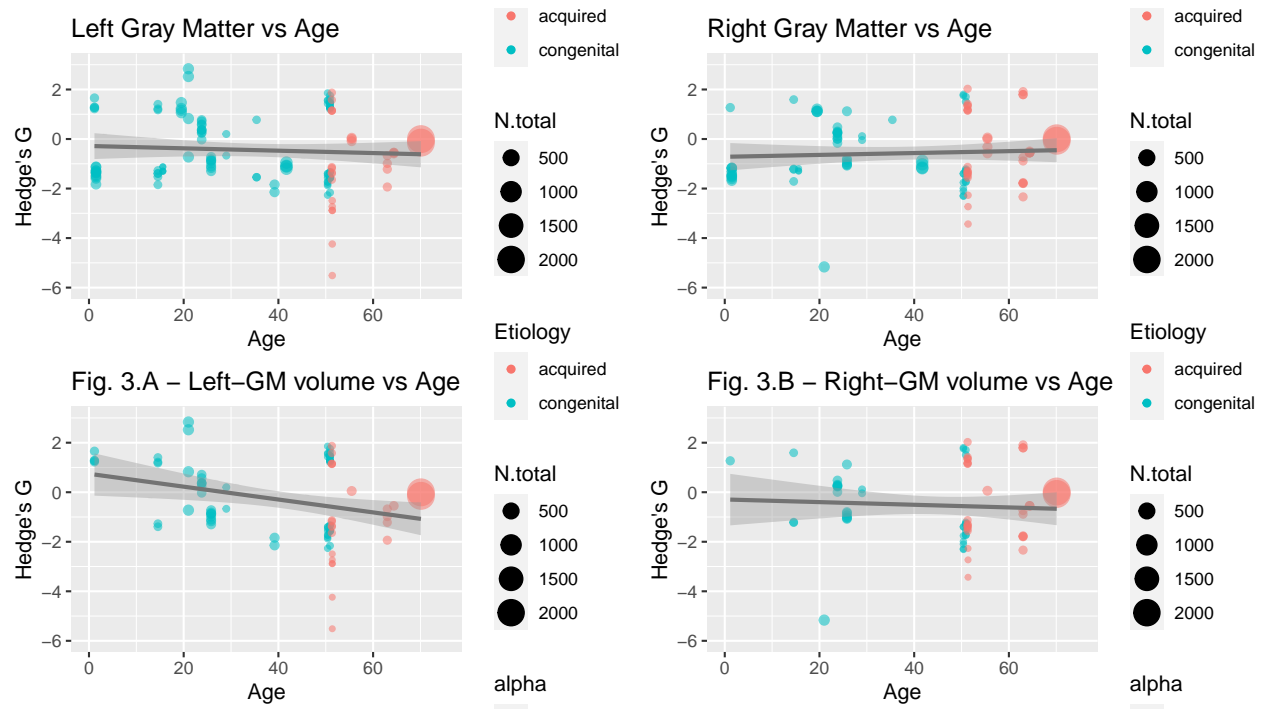 Left Gray Matter vs Age
2
0
−2
−4
−6
Hedge's G
0
20
40
60
Age
acquired
congenital
N.total
500
1000
1500
2000
Right Gray Matter vs Age
2
0
−2
−4
−6
Hedge's G
0
20
40
60
Age
acquired
congenital
N.total
500
1000
1500
2000
Fig. 3.A − Left−GM volume vs Age
2
0
−2
−4
−6
Hedge's G
0
20
40
60
Age
Etiology
acquired
congenital
N.total
500
1000
1500
2000
alpha
Fig. 3.B − Right−GM volume vs Age
2
0
−2
−4
−6
Hedge's G
0
20
40
60
Age
Etiology
acquired
congenital
N.total
500
1000
1500
2000
alpha